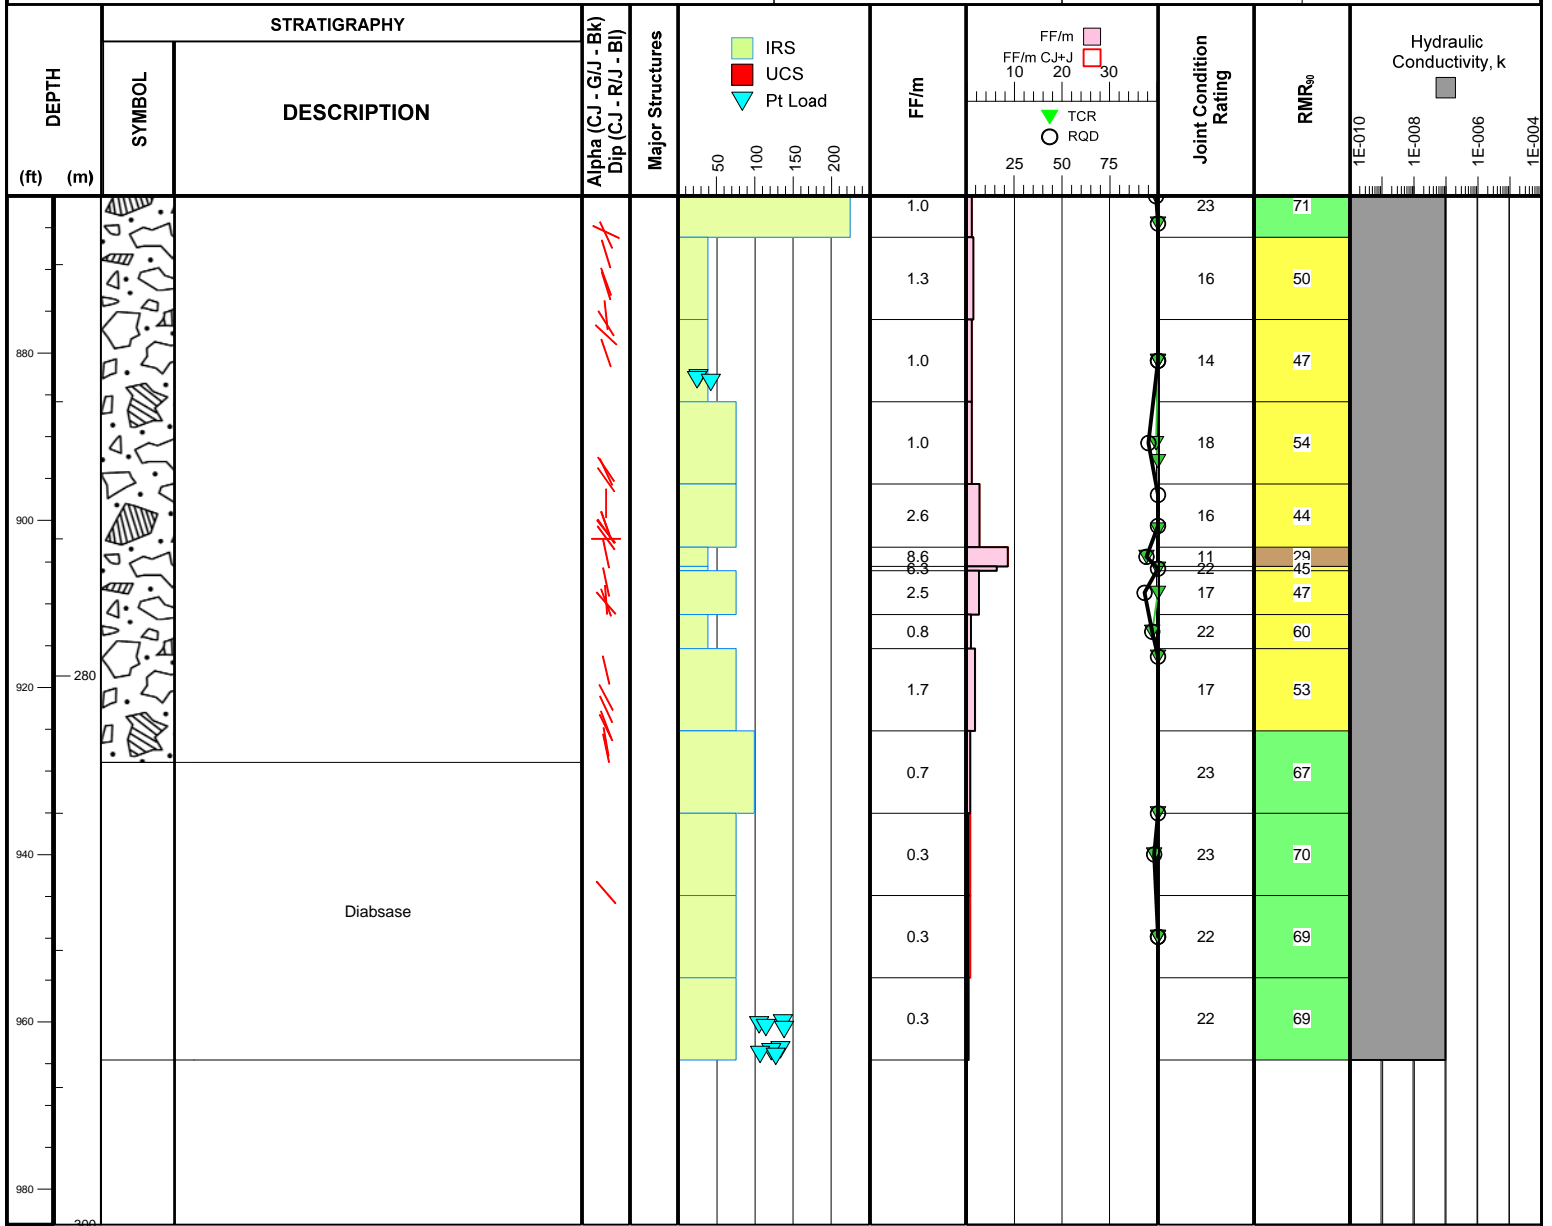 STRATIGRAPHY
DEPTH
(ft)
(m)
SYMBOL
DESCRIPTION
Alpha (CJ - G/J - Bk)
Dip (CJ - R/J - Bl)
Major Structures
IRS
UCS
Pt Load
50
100
150
200
FF/m
FF/m
FF/m CJ+J
10
20
30
TCR
RQD
25
50
75
Joint Condition
Rating
RMR90
Hydraulic
Conductivity, k
1E-010
1E-008
1E-006
1E-004
1.0
23
71
1.3
16
50
880
1.0
14
47
1.0
18
54
900
2.6
16
44
8.6
11
29
6.3
22
45
2.5
17
47
0.8
22
60
280
920
1.7
17
53
0.7
23
67
940
0.3
23
70
Diabsase
0.3
22
69
960
0.3
22
69
980
300